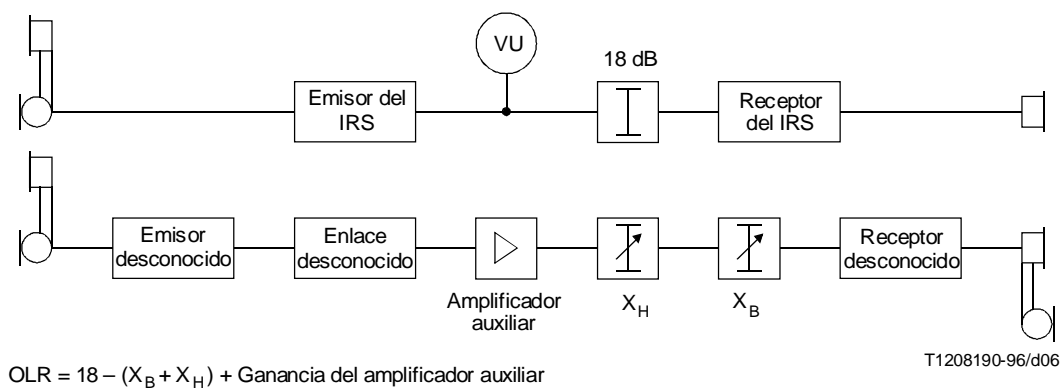 VU
18 dB
Emisor del
IRS
Receptor
del IRS
Emisor
desconocido
Enlace
desconocido
Receptor
desconocido
Amplificador
auxiliar
X_H
X_B
T1208190-96/d06
OLR = 18 – (X_B + X_H) + Ganancia del amplificador auxiliar